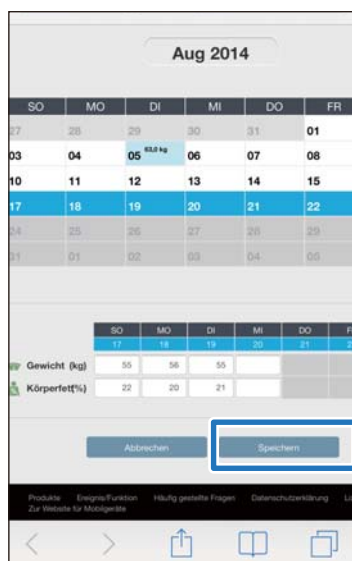 Aug 2014
SO MO DI MI DO FR
27 28 29 30 31 01
03 04 05 63,0 kg 06 07 08
10 11 12 13 14 15
17 18 19 20 21 22
24 25 26 27 28 29
31 01 02 03 04 05
SO MO DI MI DO
17 18 19 20 21
Gewicht (kg) 55 56 55
Körperfett(%) 22 20 21
Abbrechen Speichern
Produkte Ereignis/Funktion Häufig gestellte Fragen Datenschutzerklärung
Zur Website für Mobilgeräte